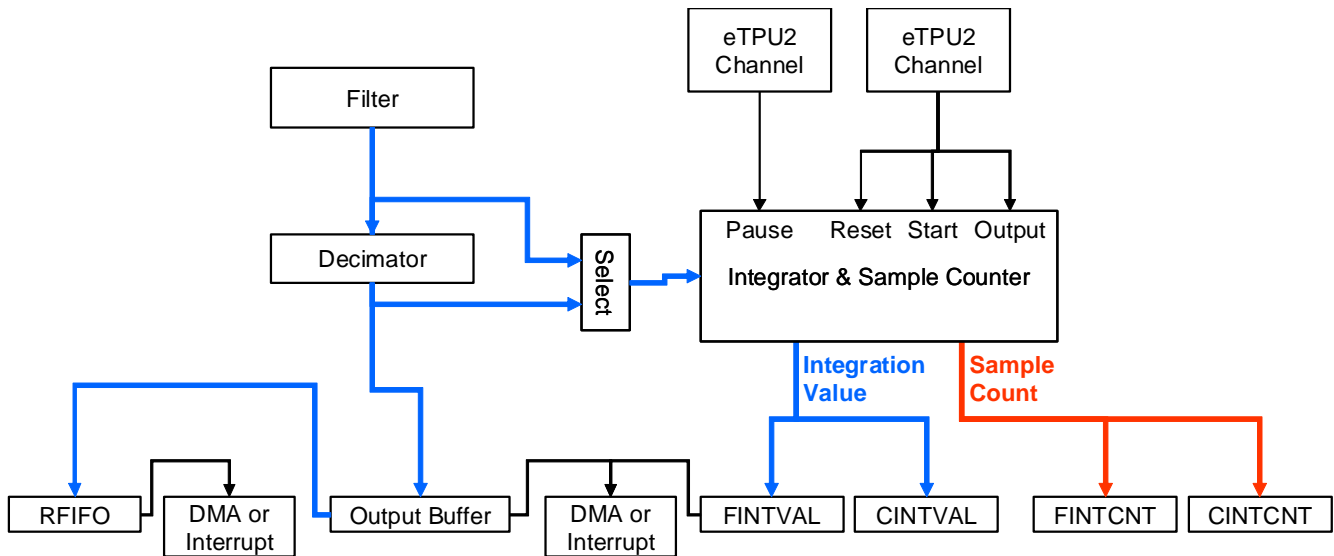 eTPU2
Channel
eTPU2
Channel
Filter
Pause
Reset
Start
Output
Decimator
Select
Integrator & Sample Counter
Integration
Value
Sample
Count
RFIFO
DMA or
Interrupt
Output Buffer
DMA or
Interrupt
FINTVAL
CINTVAL
FINTCNT
CINTCNT